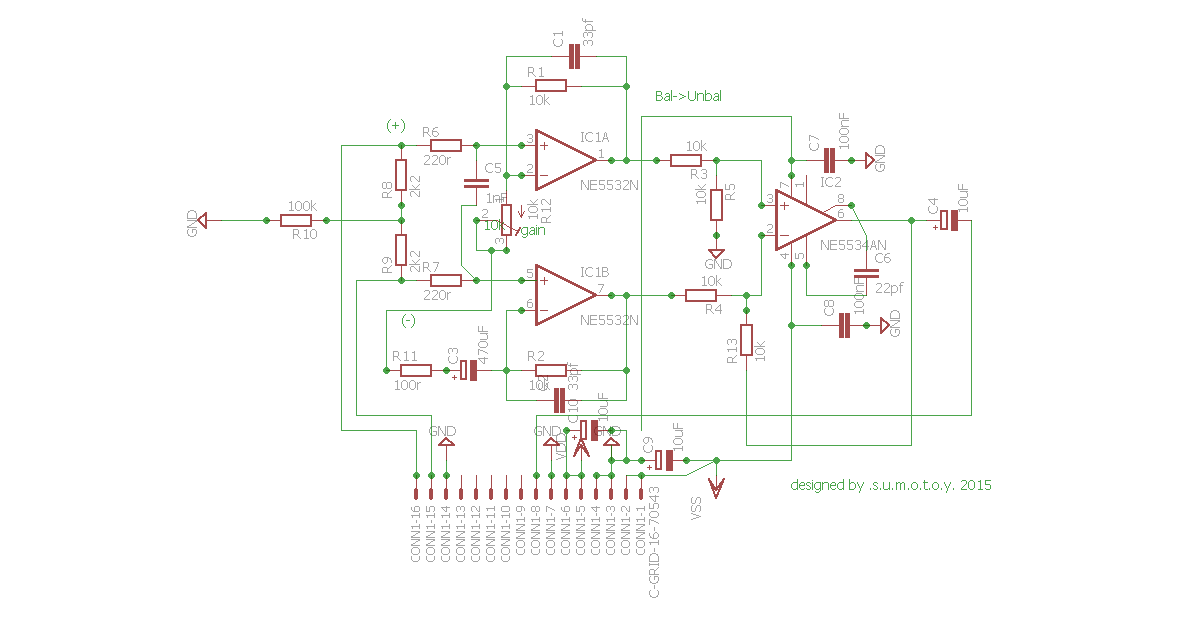 C1
33pf
R1
10k
Bal->Unbal
(+)
R6
220r
3
2
1
IC1A
NE5532N
10k
R3
C7
100nF
GND
R8
2k2
C5
1nF
10k
R5
7
1
IC2
8
3
2
6
C4
10uF
NE5534AN
4
5
GND
100k
R10
2
10k
3
10k
R12
gain
GND
R9
2k2
R7
220r
5
6
7
IC1B
NE5532N
10k
R4
C6
22pf
100nF
C8
GND
(-)
R13
10k
R11
100r
C3
470uF
R2
10k
33pf
C10
10uF
GND
GND
VDD
GND
C9
10uF
VSS
designed by .s.u.m.o.t.o.y. 2015
CONN1-16
CONN1-15
CONN1-14
CONN1-13
CONN1-12
CONN1-11
CONN1-10
CONN1-9
CONN1-8
CONN1-7
CONN1-6
CONN1-5
CONN1-4
CONN1-3
CONN1-2
CONN1-1
C-GRID-16-70543